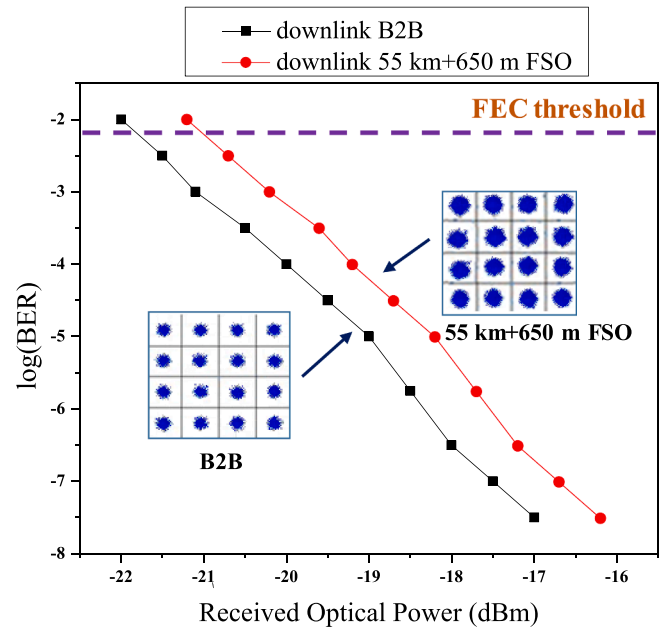 downlink B2B
downlink 55 km+650 m FSO
FEC threshold
-2
-3
-4
-5
-6
-7
-8
log(BER)
55 km+650 m FSO
B2B
-22 -21 -20 -19 -18 -17 -16
Received Optical Power (dBm)